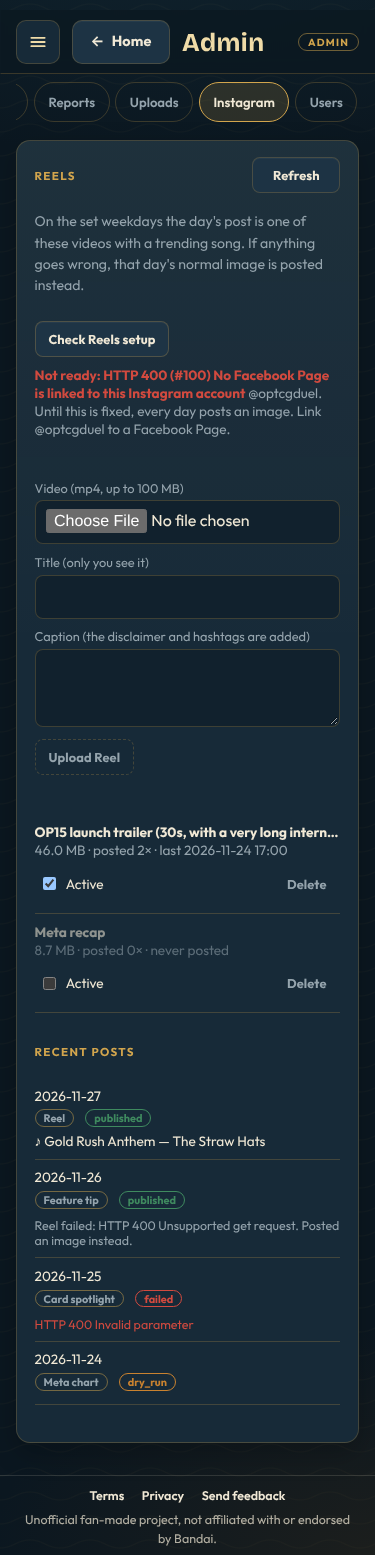 ← Home
Admin
ADMIN
Reports
Uploads
Instagram
Users
REELS
Refresh
On the set weekdays the day's post is one of
these videos with a trending song. If anything
goes wrong, that day's normal image is posted
instead.
Check Reels setup
Not ready: HTTP 400 (#100) No Facebook Page
is linked to this Instagram account @optcgduel.
Until this is fixed, every day posts an image. Link
@optcgduel to a Facebook Page.
Video (mp4, up to 100 MB)
Choose File No file chosen
Title (only you see it)
Caption (the disclaimer and hashtags are added)
Upload Reel
OP15 launch trailer (30s, with a very long intern...
46.0 MB · posted 2× · last 2026-11-24 17:00
Active
Delete
Meta recap
8.7 MB · posted 0× · never posted
Active
Delete
RECENT POSTS
2026-11-27
Reel
published
♪ Gold Rush Anthem — The Straw Hats
2026-11-26
Feature tip
published
Reel failed: HTTP 400 Unsupported get request. Posted
an image instead.
2026-11-25
Card spotlight
failed
HTTP 400 Invalid parameter
2026-11-24
Meta chart
dry_run
Terms
Privacy
Send feedback
Unofficial fan-made project, not affiliated with or endorsed
by Bandai.